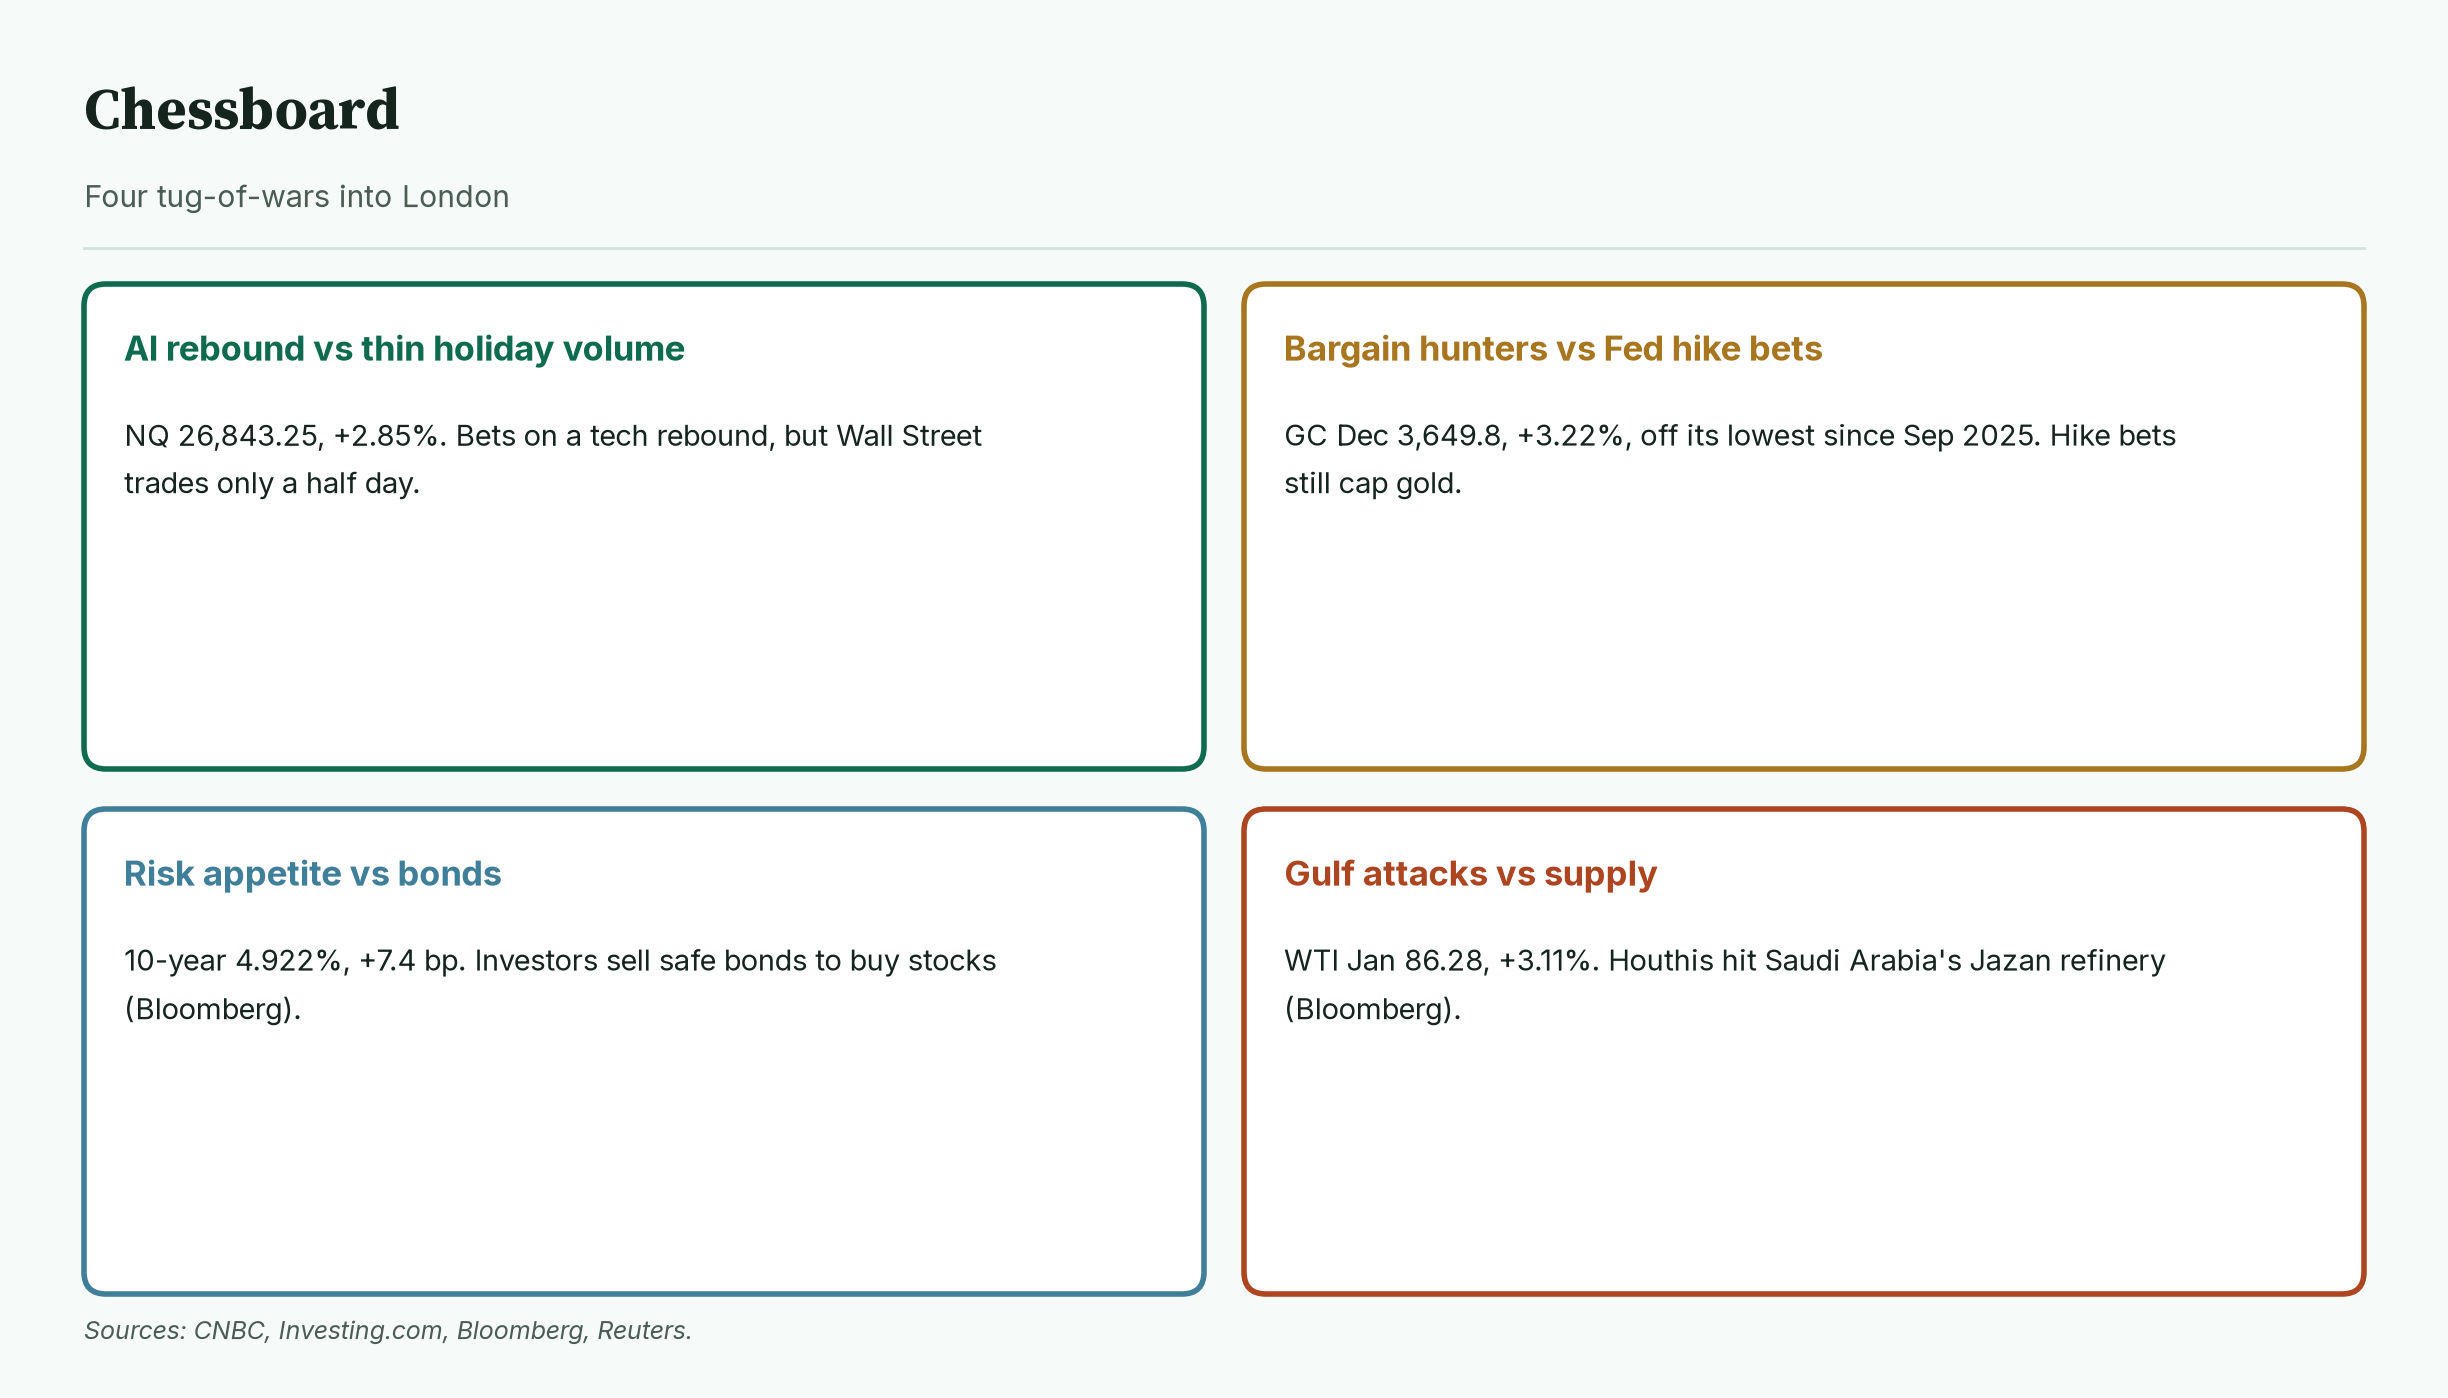 Chessboard
Four tug-of-wars into London
AI rebound vs thin holiday volume
NQ 26,843.25, +2.85%. Bets on a tech rebound, but Wall Street
trades only a half day.
Bargain hunters vs Fed hike bets
GC Dec 3,649.8, +3.22%, off its lowest since Sep 2025. Hike bets
still cap gold.
Risk appetite vs bonds
10-year 4.922%, +7.4 bp. Investors sell safe bonds to buy stocks
(Bloomberg).
Gulf attacks vs supply
WTI Jan 86.28, +3.11%. Houthis hit Saudi Arabia's Jazan refinery
(Bloomberg).
Sources: CNBC, Investing.com, Bloomberg, Reuters.